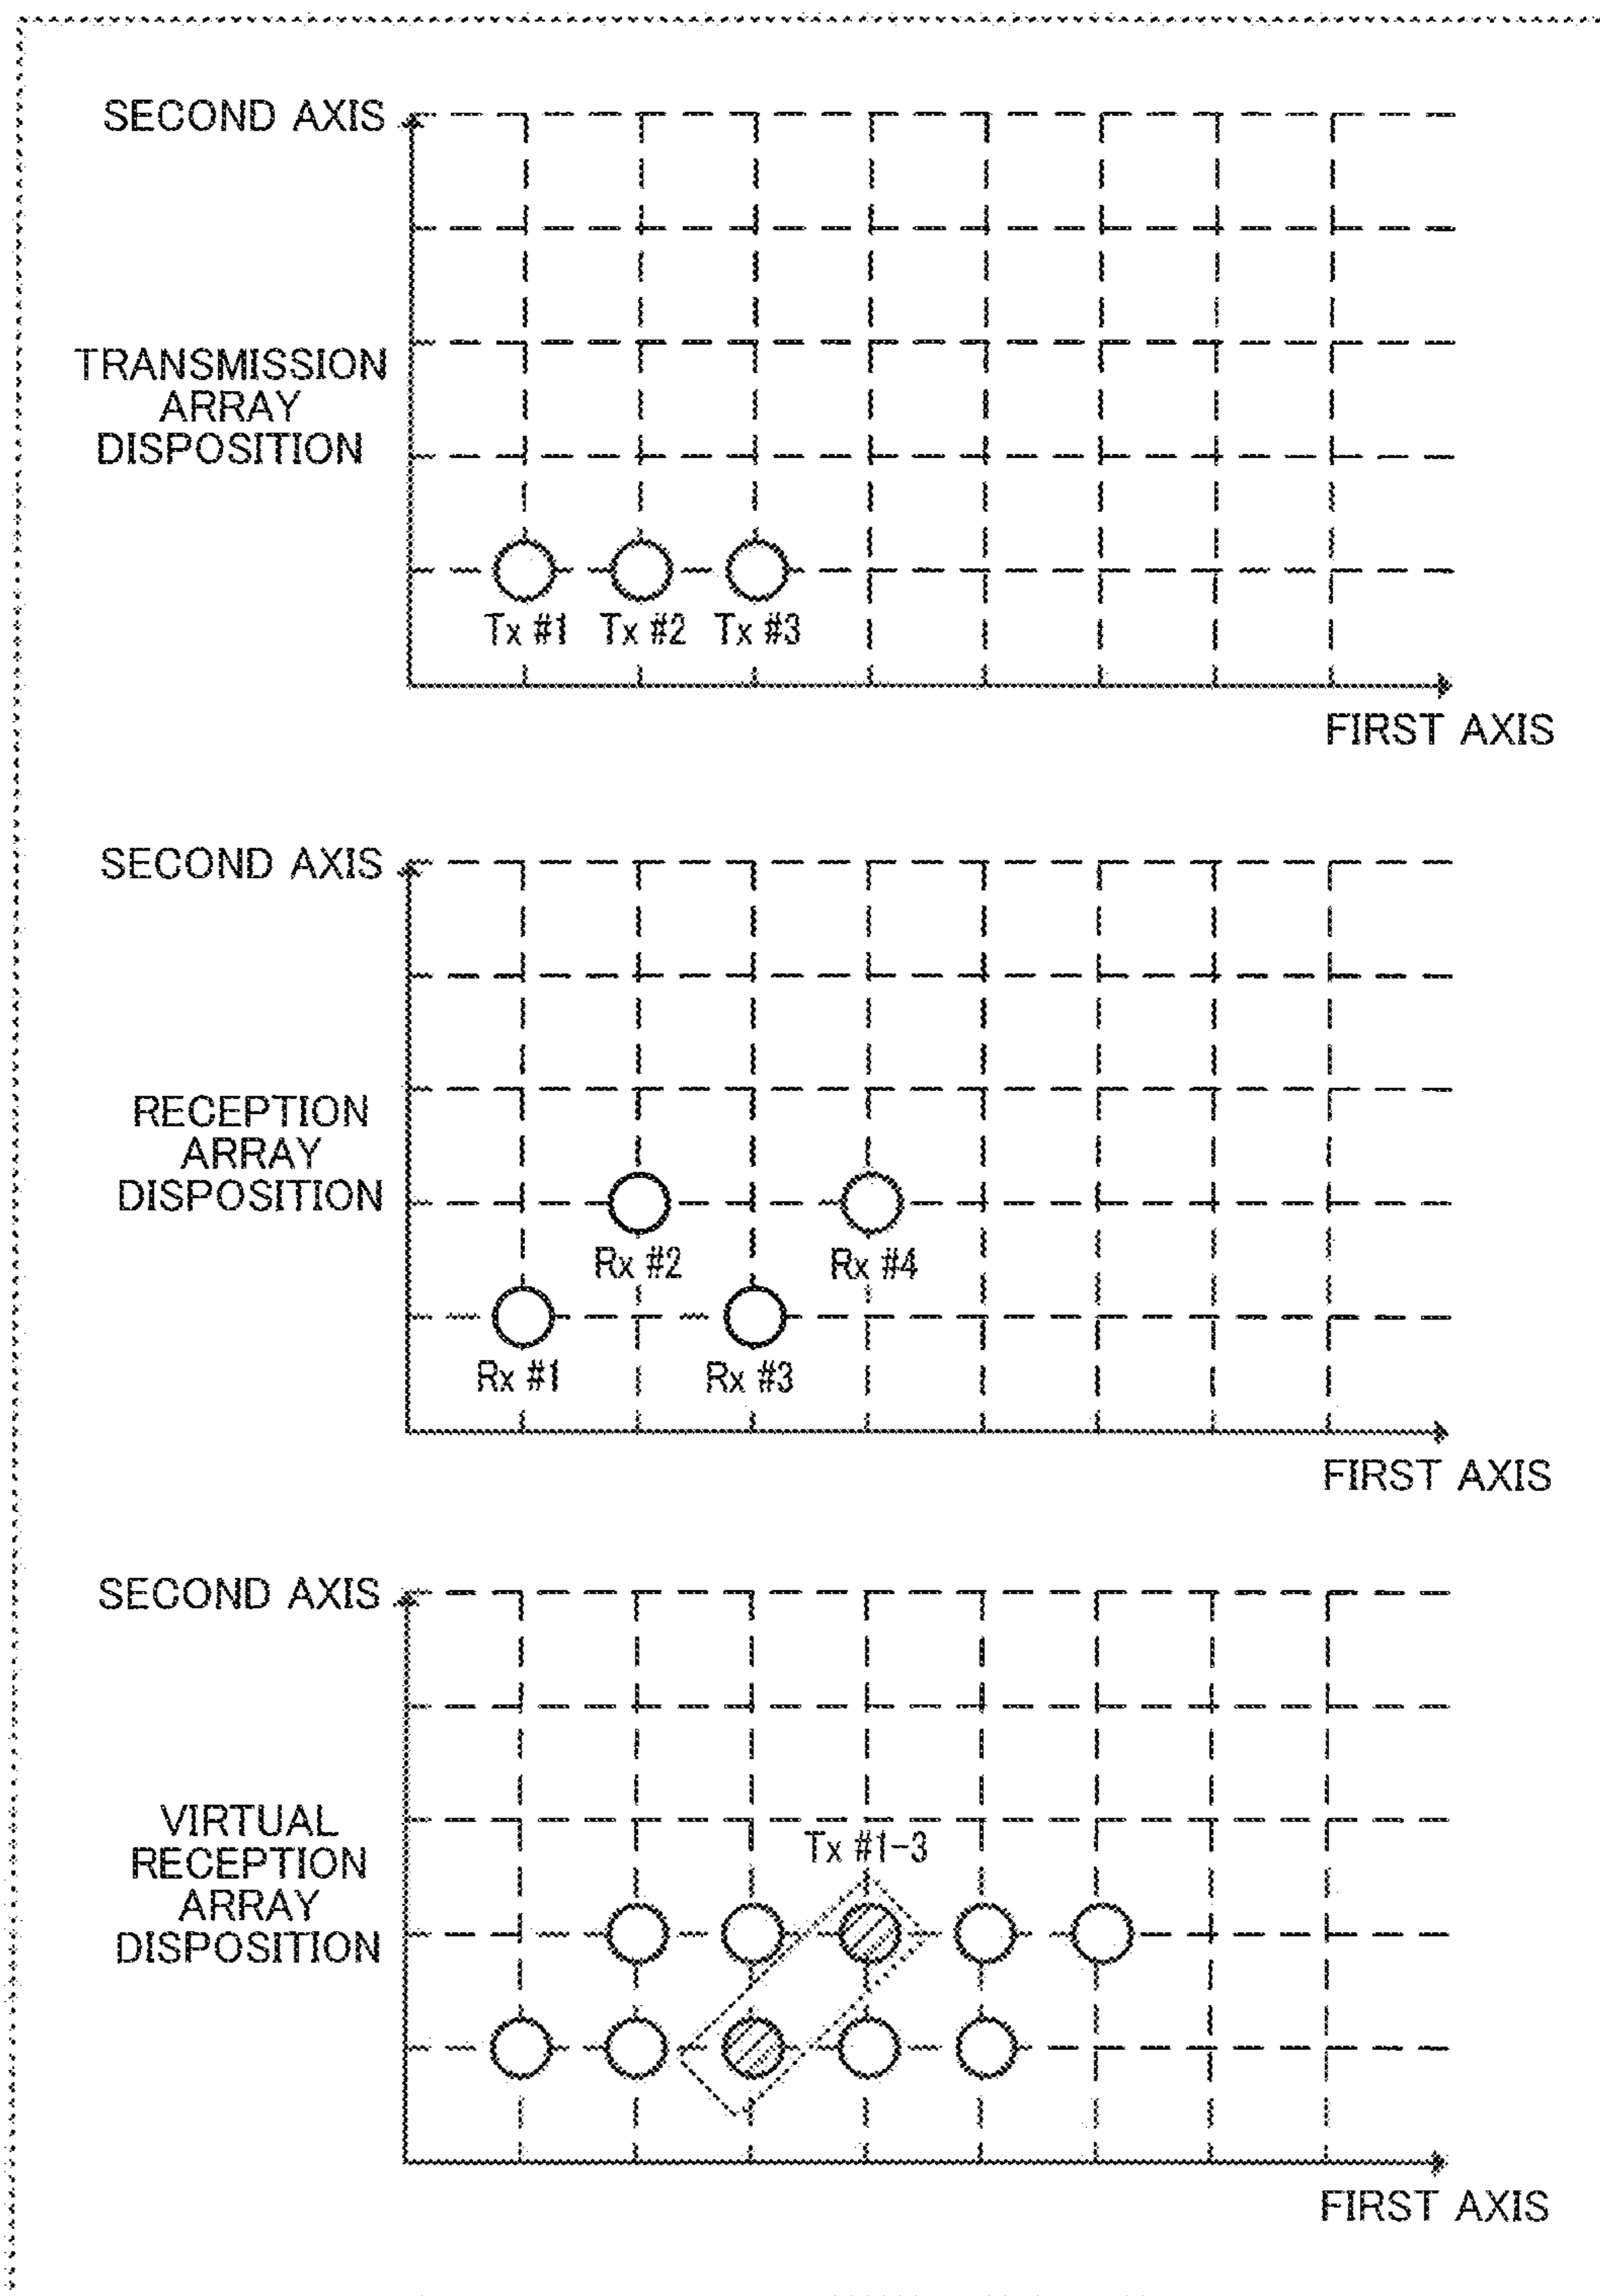 SECOND AXIS
TRANSMISSION
ARRAY
DISPOSITION
Tx #1 Tx #2 Tx #3
FIRST AXIS
SECOND AXIS
RECEPTION
ARRAY
DISPOSITION
Rx #2 Rx #4
Rx #1 Rx #3
FIRST AXIS
SECOND AXIS
VIRTUAL
RECEPTION
ARRAY
DISPOSITION
Tx #1-3
FIRST AXIS